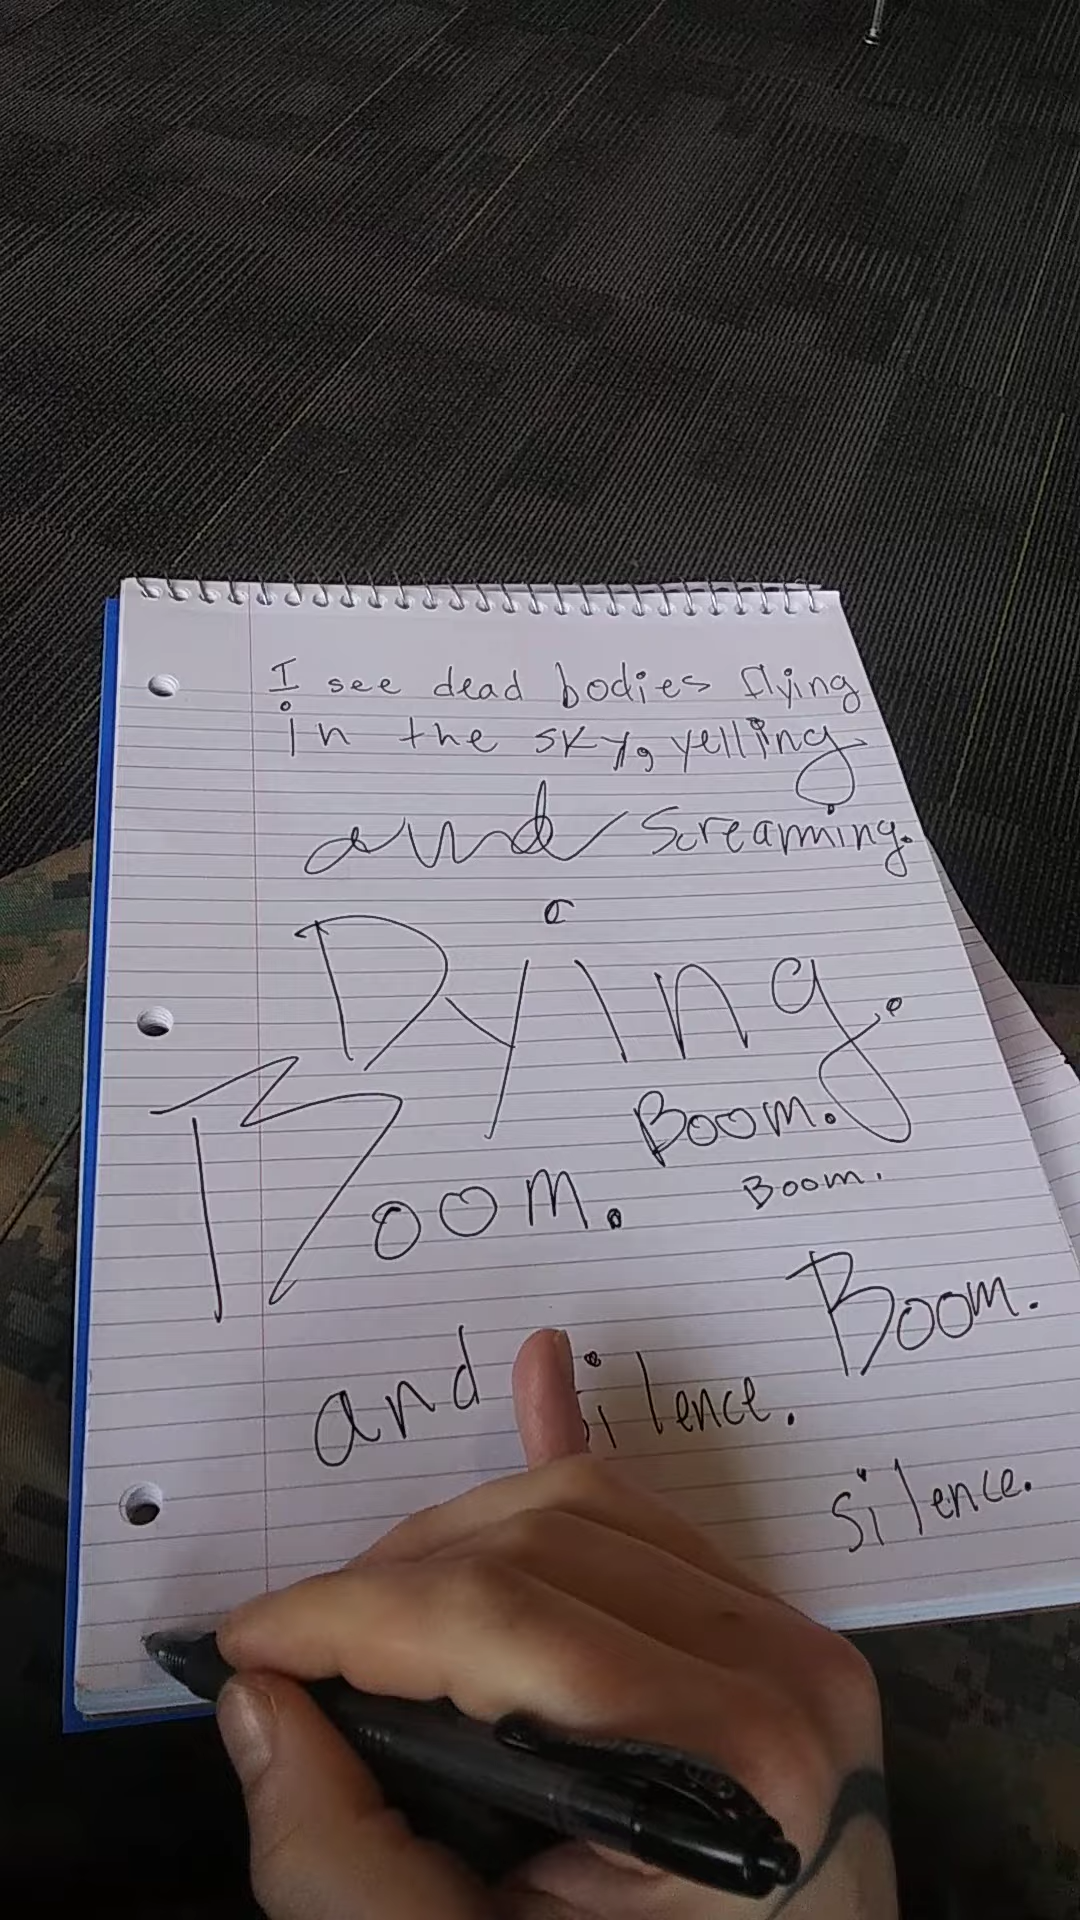 I see dead bodies flying
in the sky, yelling
and screaming.
Dying.
Boom. Boom.
Boom.
Boom.
and silence.
silence.